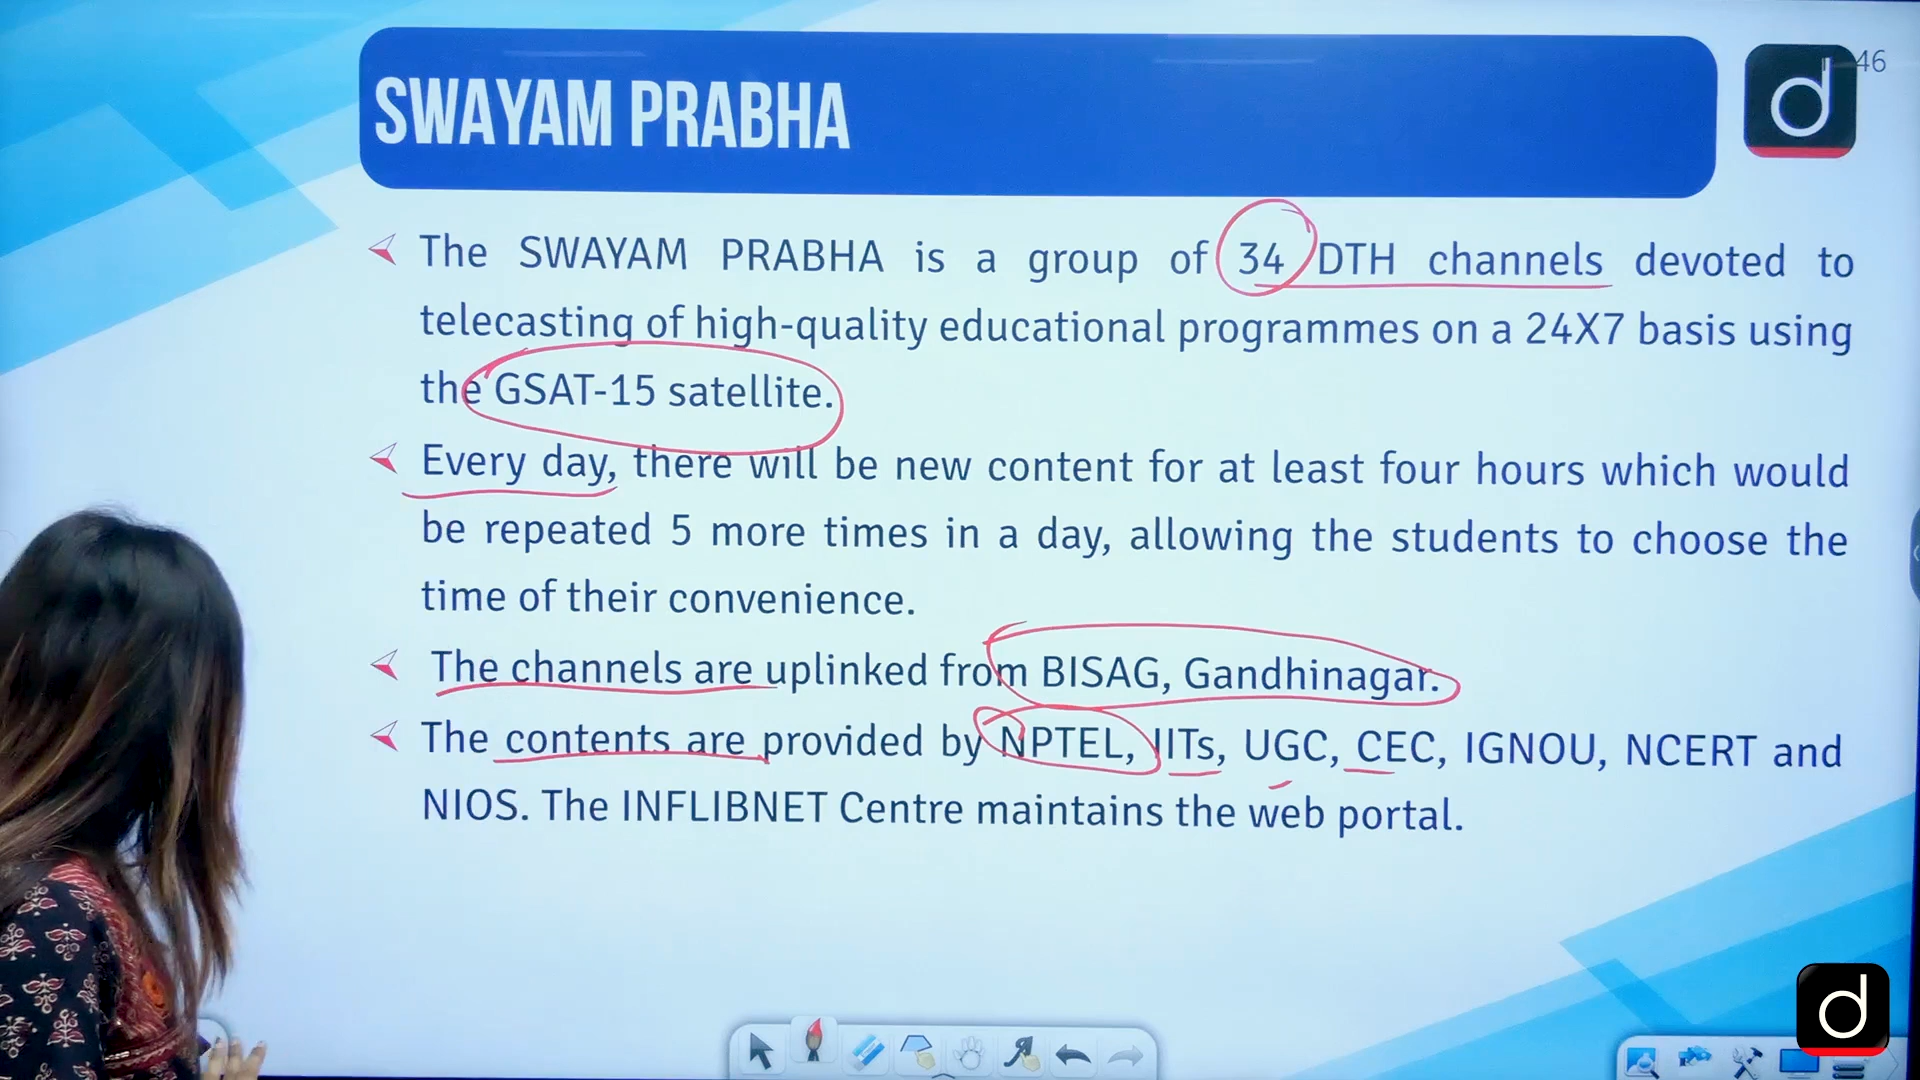 46
SWAYAM PRABHA
The SWAYAM PRABHA is a group of 34 DTH channels devoted to
telecasting of high-quality educational programmes on a 24X7 basis using
the GSAT-15 satellite.
Every day, there will be new content for at least four hours which would
be repeated 5 more times in a day, allowing the students to choose the
time of their convenience.
The channels are uplinked from BISAG, Gandhinagar.
The contents are provided by NPTEL, IITs, UGC, CEC, IGNOU, NCERT and
NIOS. The INFLIBNET Centre maintains the web portal.
d
d